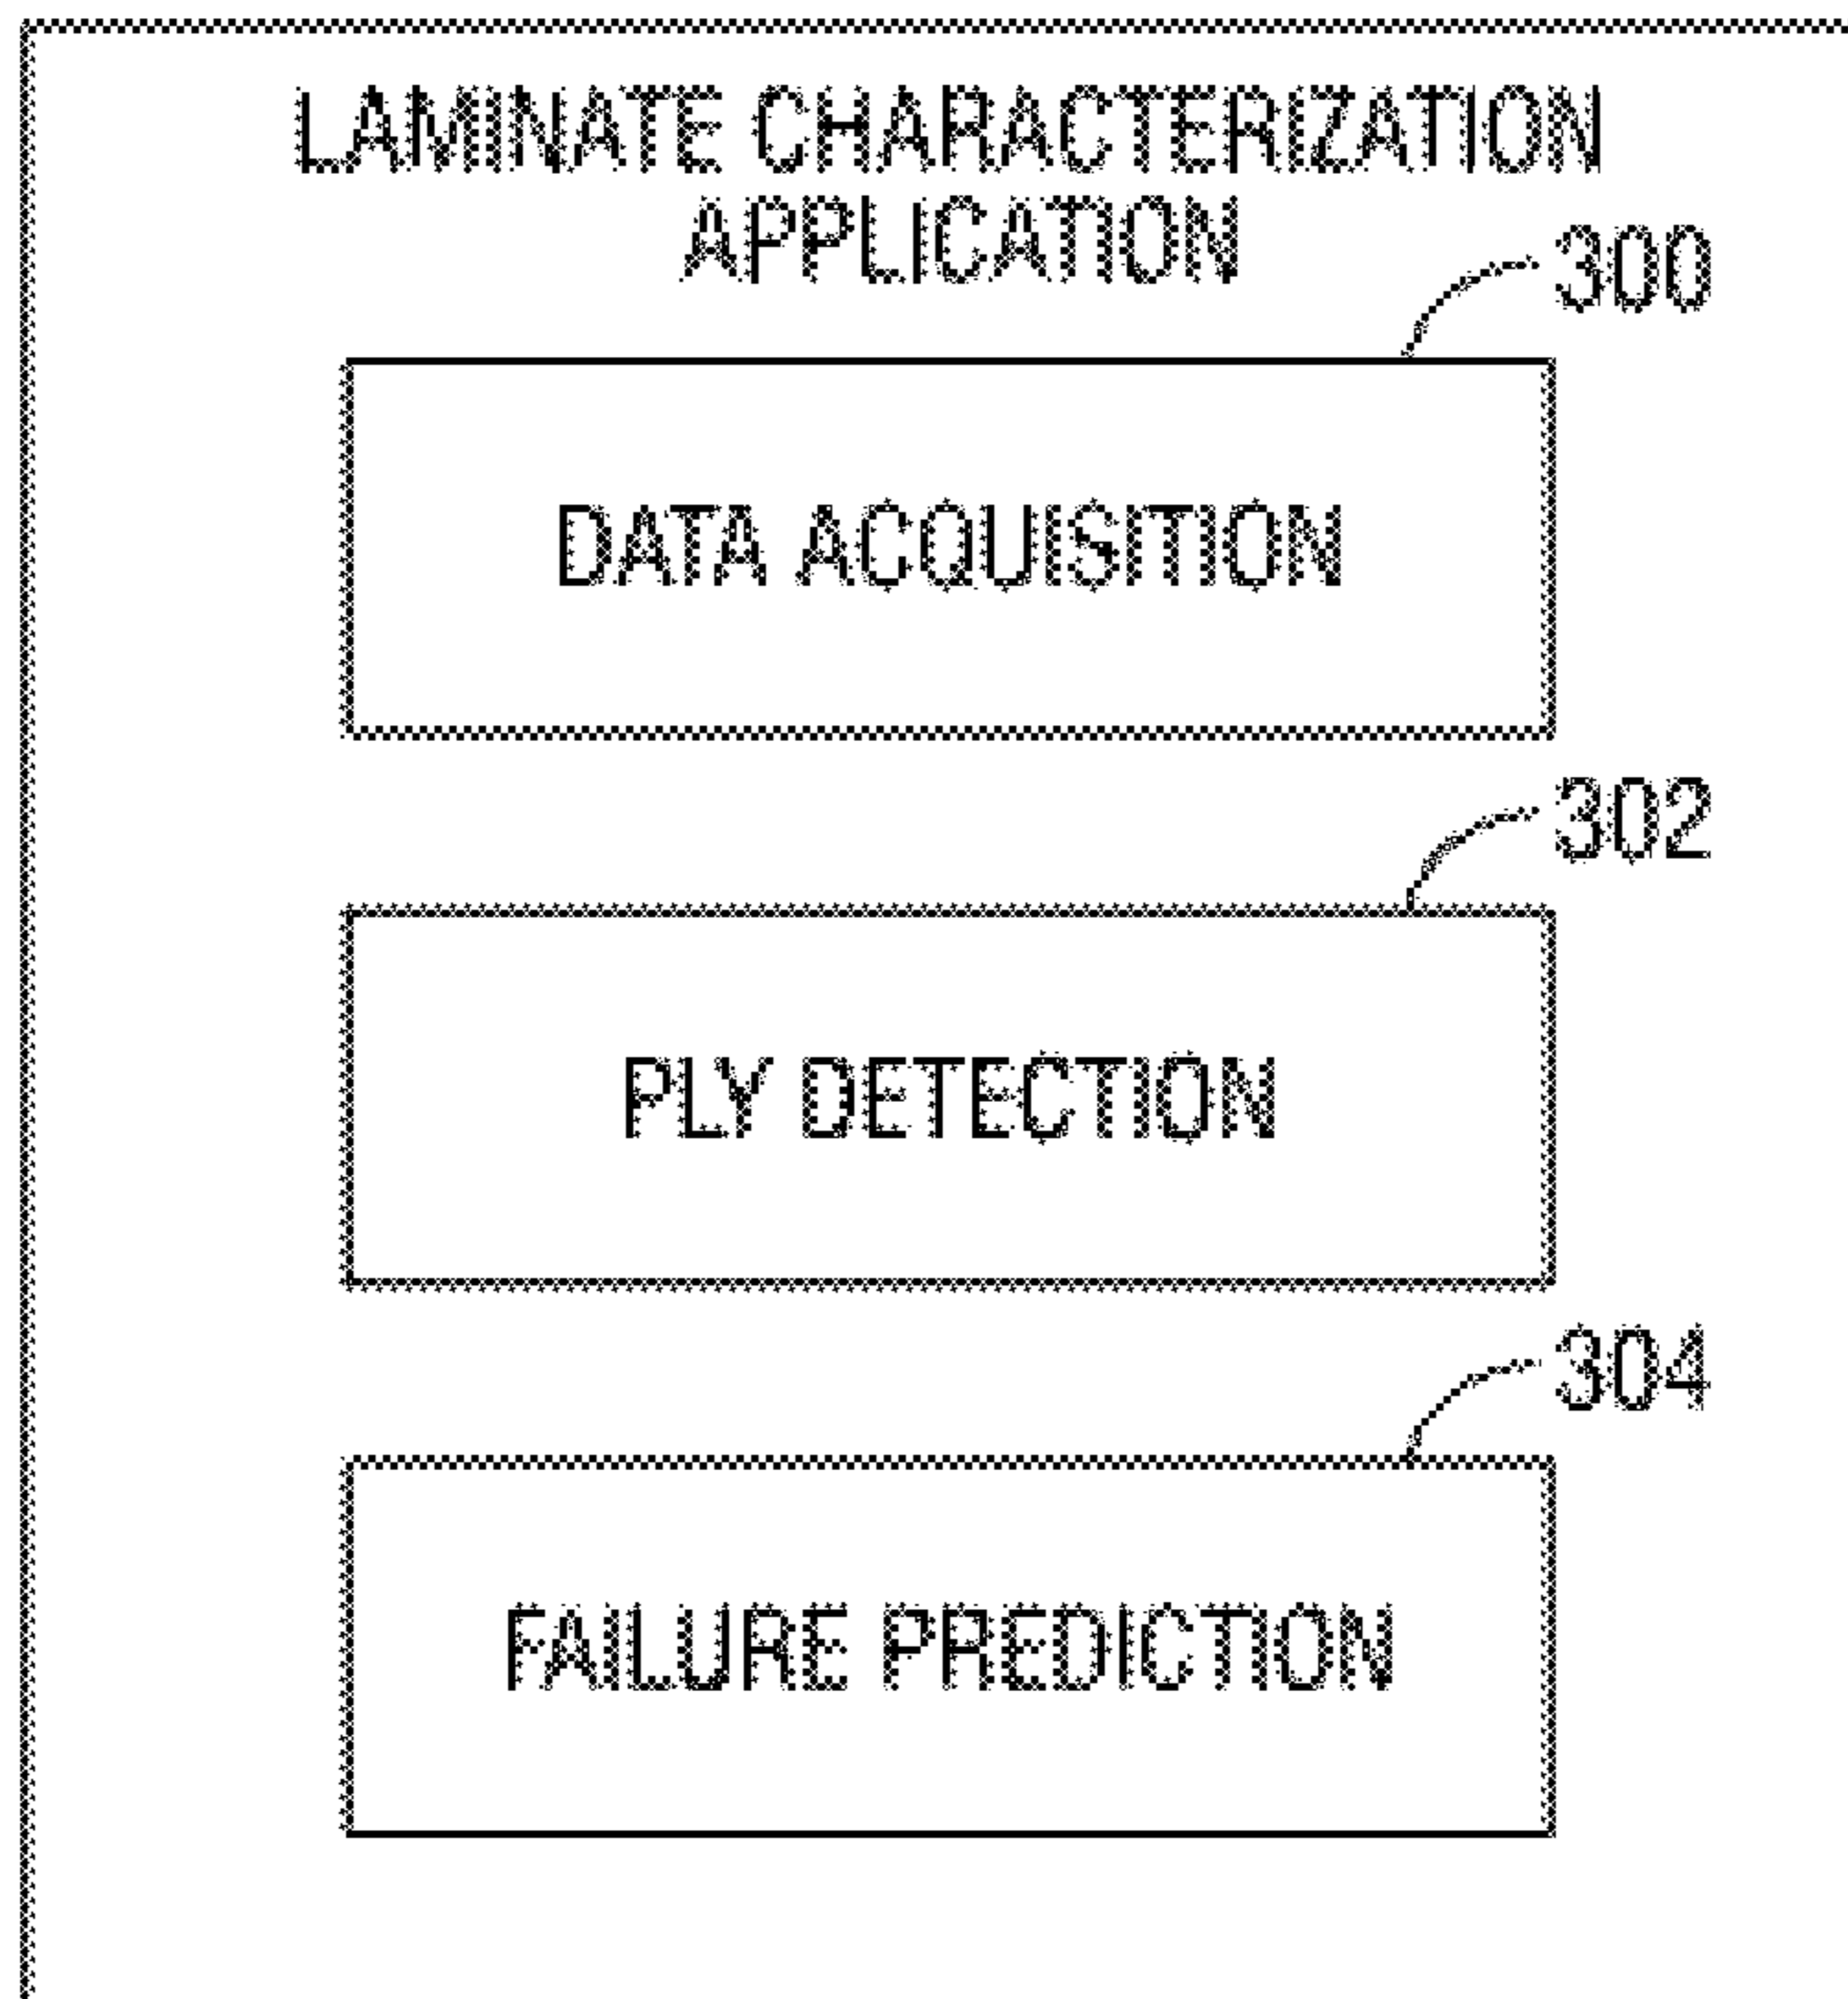 LAMINATE CHARACTERIZATION
APPLICATION
300
DATA ACQUISITION
302
PLY DETECTION
304
FAILURE PREDICTION